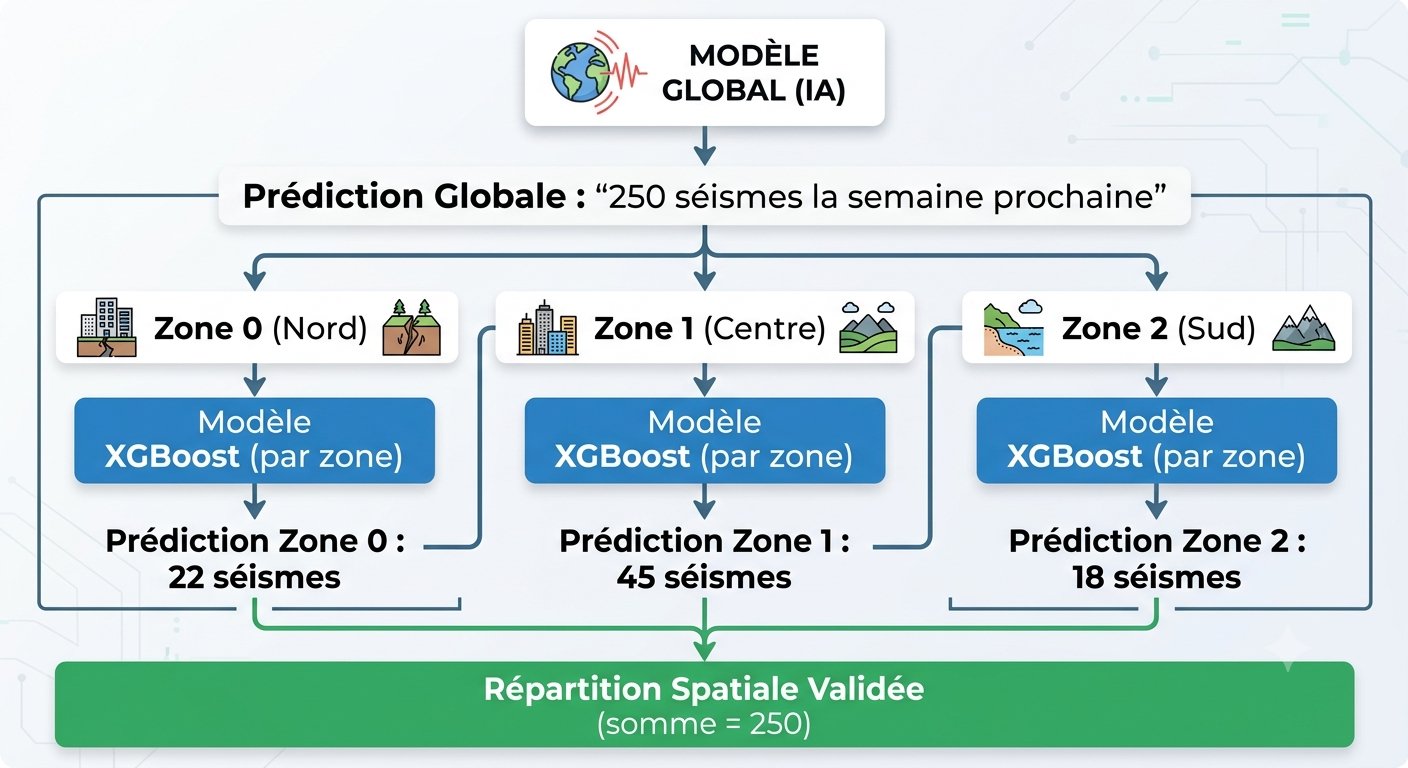 MODÈLE
GLOBAL (IA)
Prédiction Globale : “250 séismes la semaine prochaine”
Zone 0 (Nord)
Zone 1 (Centre)
Zone 2 (Sud)
Modèle
XGBoost (par zone)
Modèle
XGBoost (par zone)
Modèle
XGBoost (par zone)
Prédiction Zone 0 :
22 séismes
Prédiction Zone 1 :
45 séismes
Prédiction Zone 2 :
18 séismes
Répartition Spatiale Validée
(somme = 250)